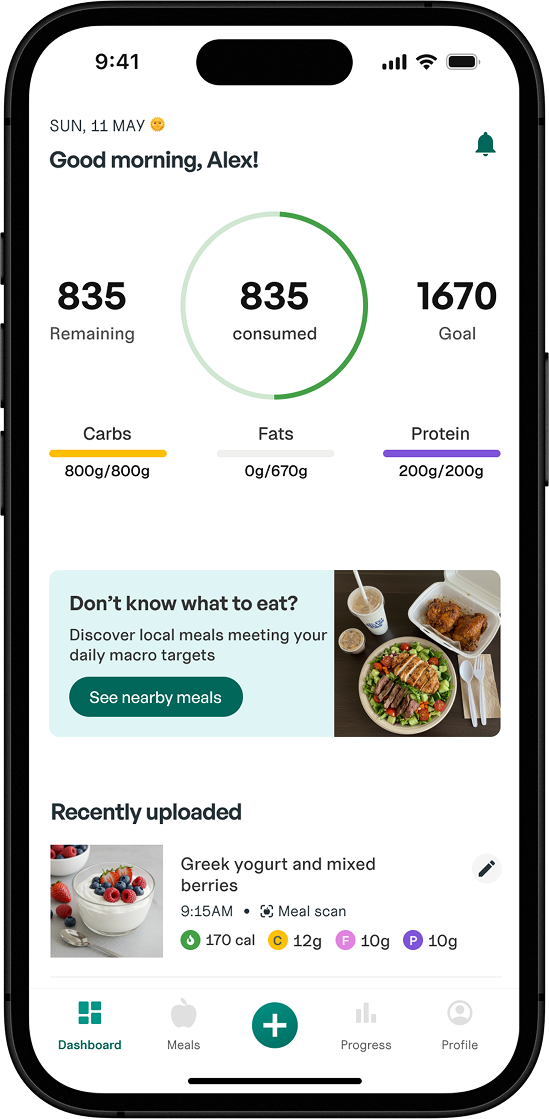 9:41
SUN, 11 MAY
Good morning, Alex!
835
Remaining
835
consumed
1670
Goal
Carbs
800g/800g
Fats
0g/670g
Protein
200g/200g
Don’t know what to eat?
Discover local meals meeting your
daily macro targets
See nearby meals
Recently uploaded
Greek yogurt and mixed
berries
9:15AM • Meal scan
170 cal C 12g F 10g P 10g
Dashboard Meals Progress Profile